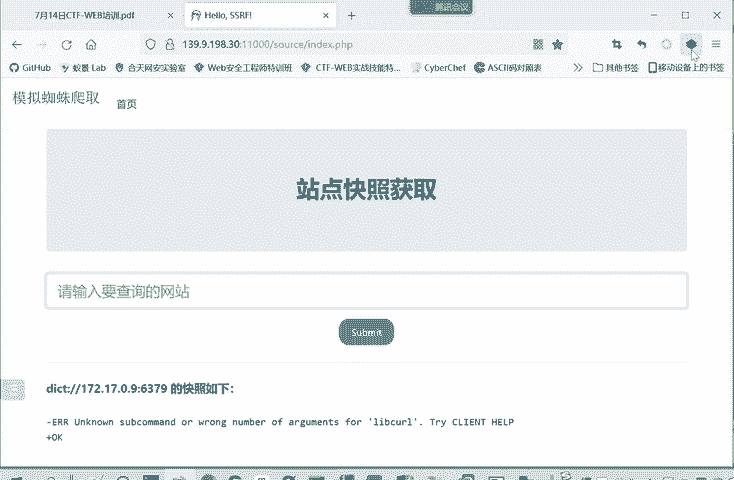 腾讯会议
7月14日CTF-WEB培训.pdf
Hello, SSRF!
139.9.198.30:11000/source/index.php
GitHub
蚁景 Lab
合天网安实验室
Web安全工程师特训班
CTF-WEB实战技能特...
CyberChef
ASCII码对照表
其他书签
移动设备上的书签
模拟蜘蛛爬取
首页
站点快照获取
请输入要查询的网站
Submit
dict://172.17.0.9:6379 的快照如下：
-ERR Unknown subcommand or wrong number of arguments for 'libcurl'. Try CLIENT HELP
+OK